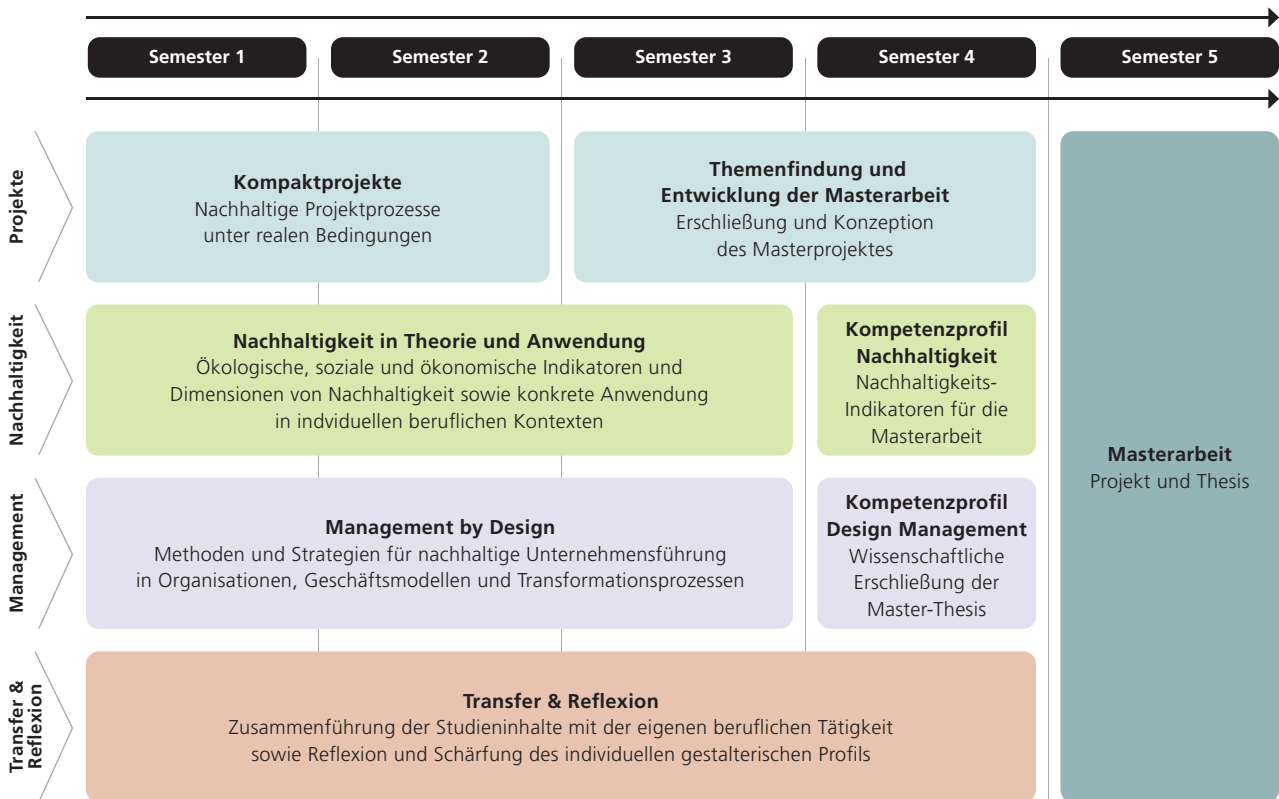 Semester 1
Semester 2
Semester 3
Semester 4
Semester 5
Projekte
Kompaktprojekte
Nachhaltige Projektprozesse
unter realen Bedingungen
Themenfindung und
Entwicklung der Masterarbeit
Erschließung und Konzeption
des Masterprojektes
Nachhaltigkeit
Nachhaltigkeit in Theorie und Anwendung
Ökologische, soziale und ökonomische Indikatoren und
Dimensionen von Nachhaltigkeit sowie konkrete Anwendung
in indviduellen beruflichen Kontexten
Kompetenzprofil
Nachhaltigkeit
Nachhaltigkeits-
Indikatoren für die
Masterarbeit
Management
Management by Design
Methoden und Strategien für nachhaltige Unternehmensführung
in Organisationen, Geschäftsmodellen und Transformationsprozessen
Kompetenzprofil
Design Management
Wissenschaftliche
Erschließung der
Master-Thesis
Transfer &
Reflexion
Transfer & Reflexion
Zusammenführung der Studieninhalte mit der eigenen beruflichen Tätigkeit
sowie Reflexion und Schärfung des individuellen gestalterischen Profils
Masterarbeit
Projekt und Thesis